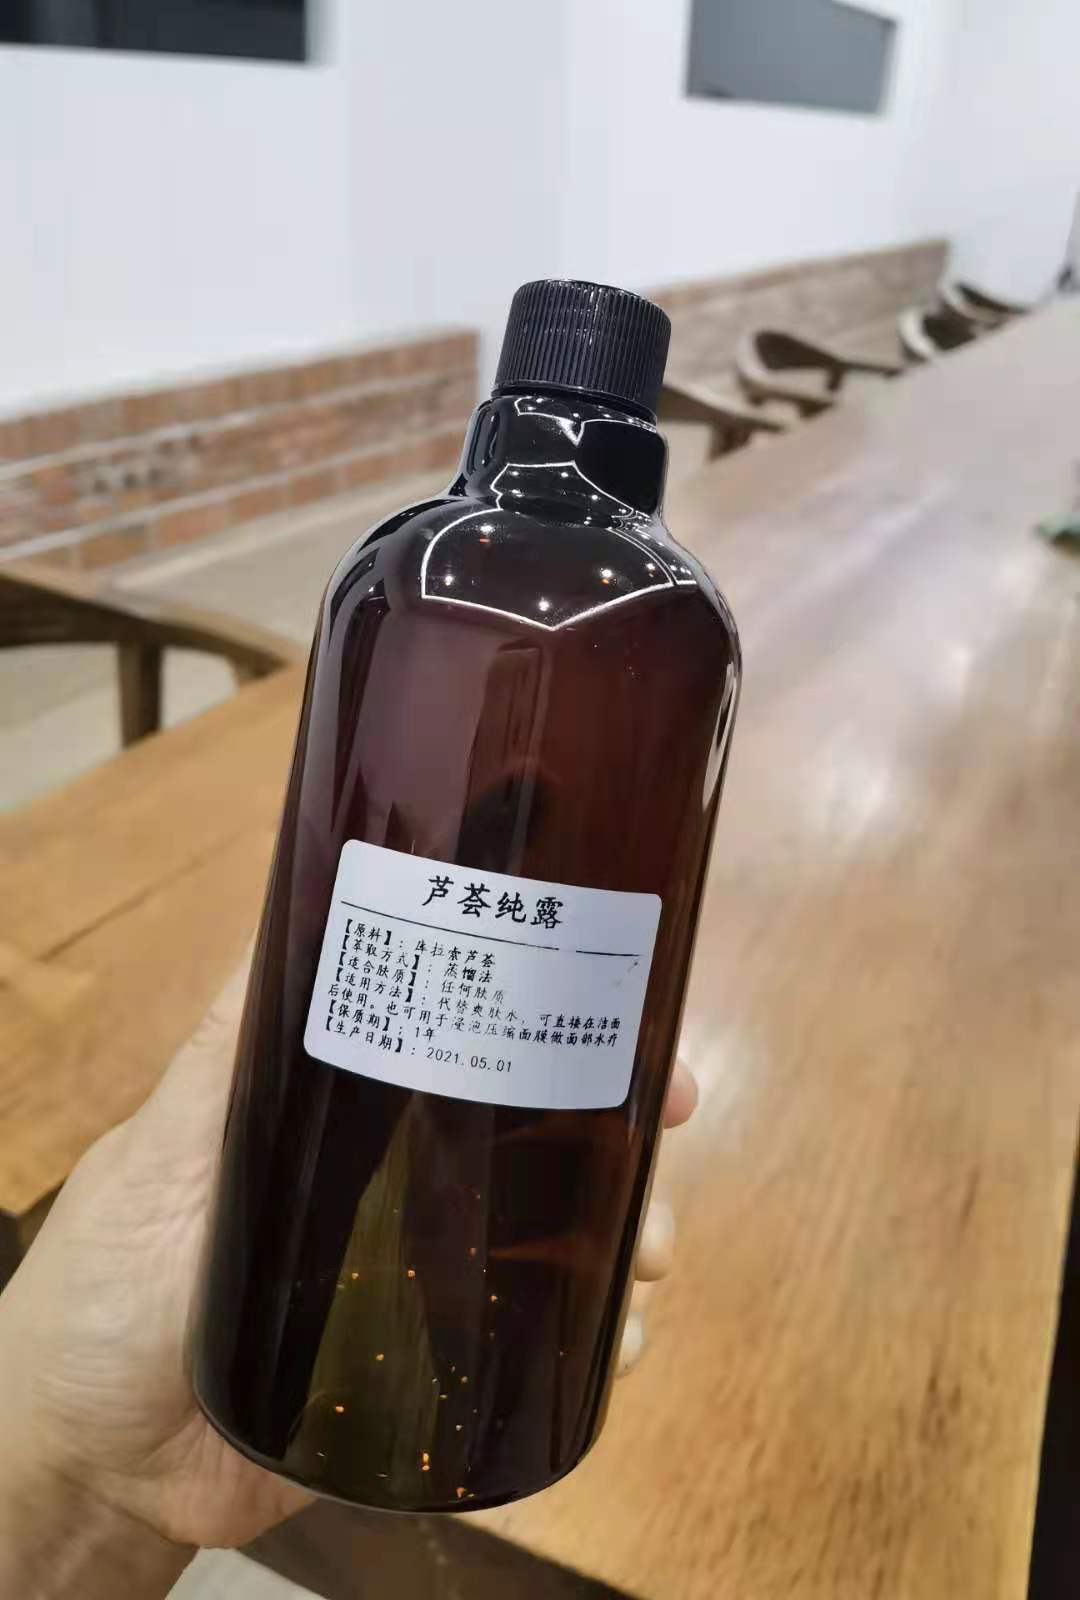 芦荟纯露
【原料】：库拉索芦荟
【萃取方式】：蒸馏法
【适合肤质】：任何肤质
【适用方法】：代替爽肤水，可直接在洁面
后使用。也可用于浸泡压缩面膜做面部水疗
【保质期】：1年
【生产日期】：2021.05.01